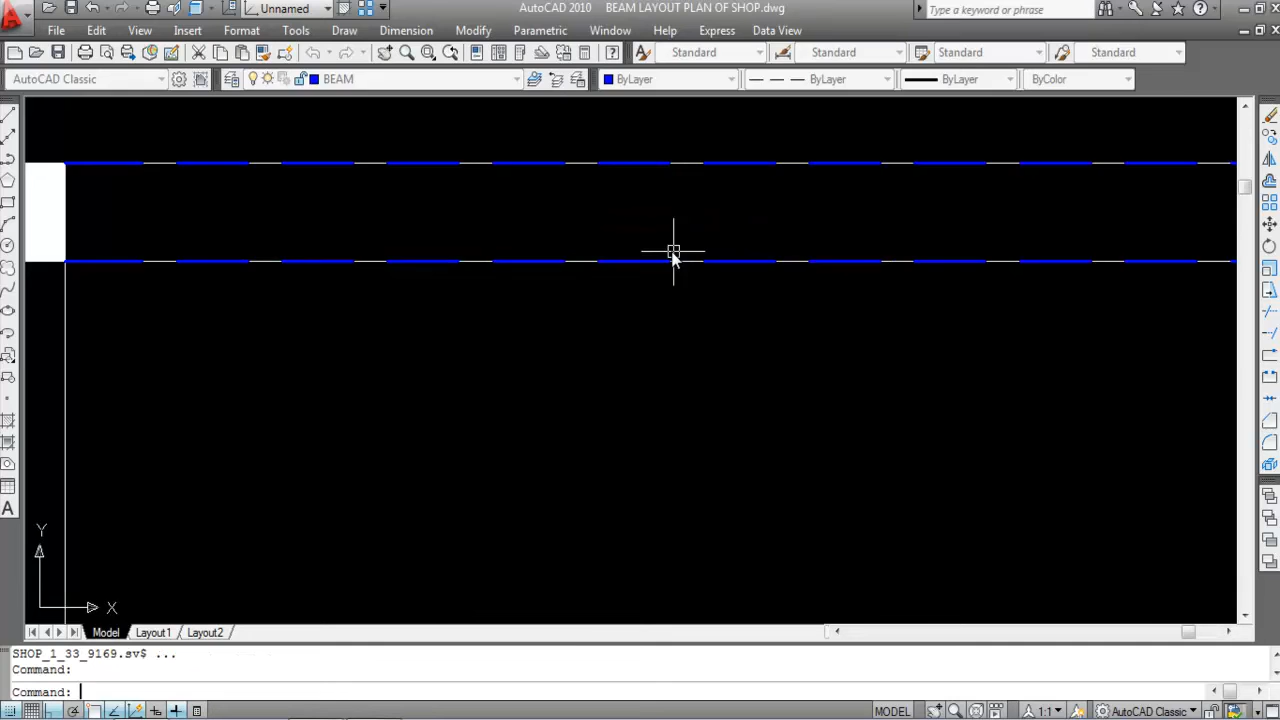 Unnamed AutoCAD 2010 BEAM LAYOUT PLAN OF SHOP.dwg Type a keyword or phrase
File Edit View Insert Format Tools Draw Dimension Modify Parametric Window Help Express Data View
Standard Standard Standard Standard
AutoCAD Classic BEAM ByLayer ByLayer ByLayer ByColor
A
Y
X
Model Layout1 Layout2
SHOP_1_33_9169.sv$ ...
Command:
Command:
MODEL 1:1 AutoCAD Classic